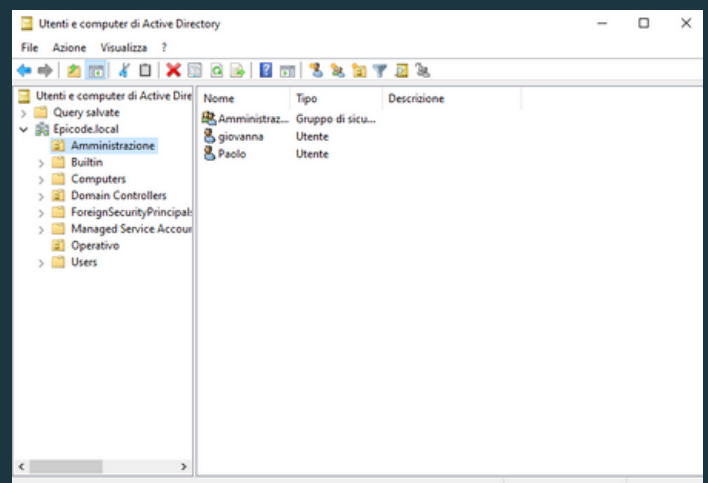 Utenti e computer di Active Directory
File Azione Visualizza ?
Utenti e computer di Active Dire
Query salvate
Epicode.local
Amministrazione
Builtin
Computers
Domain Controllers
ForeignSecurityPrincipals
Managed Service Accour
Operativo
Users
Nome Tipo Descrizione
Amministraz... Gruppo di sicu...
giovanna Utente
Paolo Utente